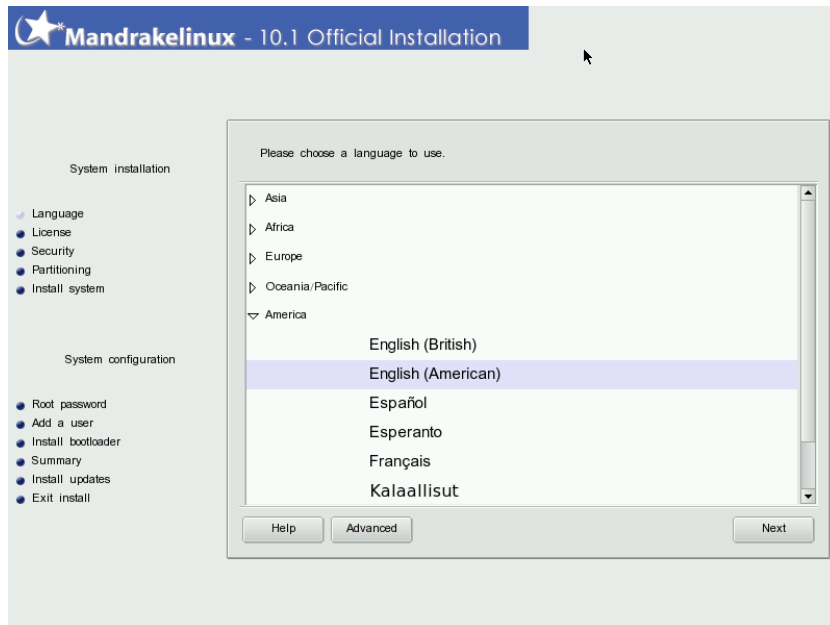 Mandrakelinux - 10.1 Official Installation
System installation
Language
License
Security
Partitioning
Install system
System configuration
Root password
Add a user
Install bootloader
Summary
Install updates
Exit install
Please choose a language to use.
Asia
Africa
Europe
Oceania/Pacific
America
English (British)
English (American)
Español
Esperanto
Français
Kalaallisut
Help
Advanced
Next